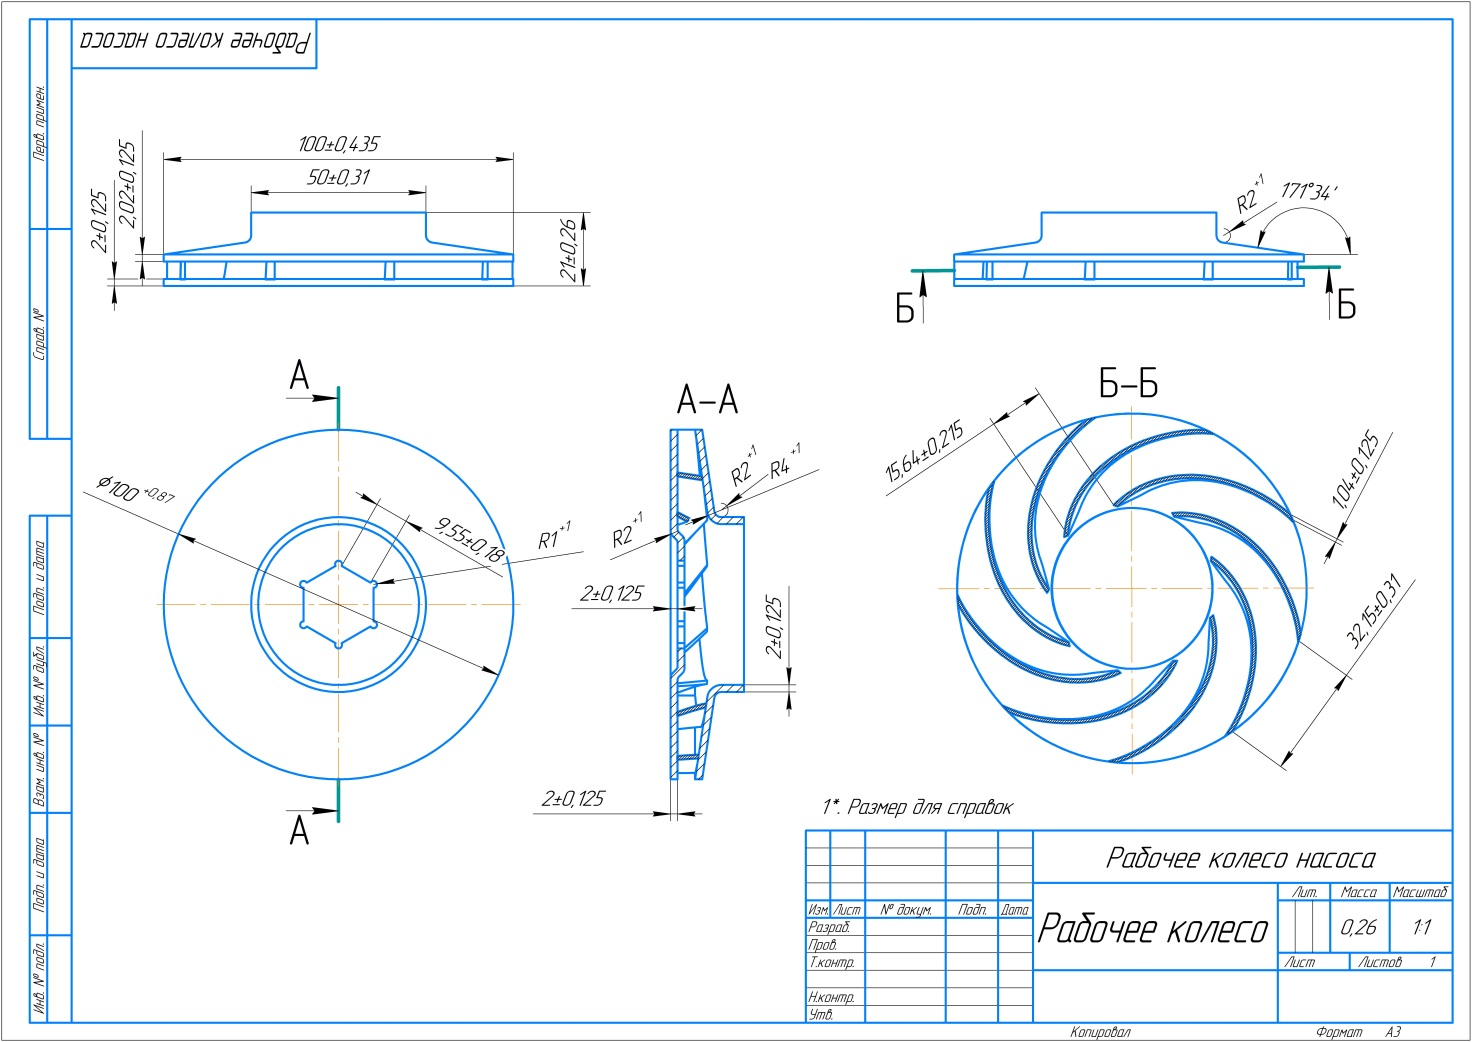 Рабочее колесо насоса
Перв. примен.
Справ. №
Подп. и дата
Инв. № дубл.
Взам. инв. №
Подп. и дата
Инв. № подл.
100±0,435
50±0,31
2±0,125
2,02±0,125
21±0,26
R2 +1
171°34'
Б
Б
А
А
ϕ100 +0,87
9,55±0,18
R1 +1
А-А
R2 +1
R4 +1
R2 +1
2±0,125
2±0,125
2±0,125
Б-Б
15,64±0,215
1,04±0,125
32,15±0,31
1*. Размер для справок
Рабочее колесо насоса
Лит. Масса Масштаб
Изм. Лист № докум. Подп. Дата
Рабочее колесо
0,26 1:1
Разраб.
Пров.
Т.контр.
Лист Листов 1
Н.контр.
Утв.
Копировал Формат А3